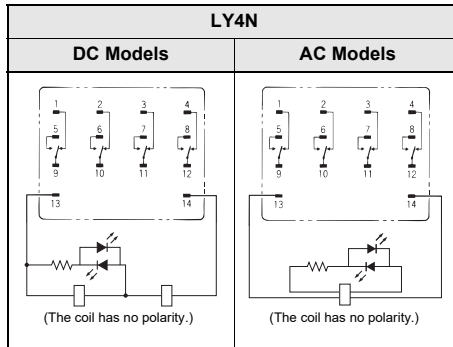 LY4N
DC Models AC Models
1 2 3 4 1 2 3 4
5 6 7 8 5 6 7 8
9 10 11 12 9 10 11 12
13 14 13 14
(The coil has no polarity.) (The coil has no polarity.)